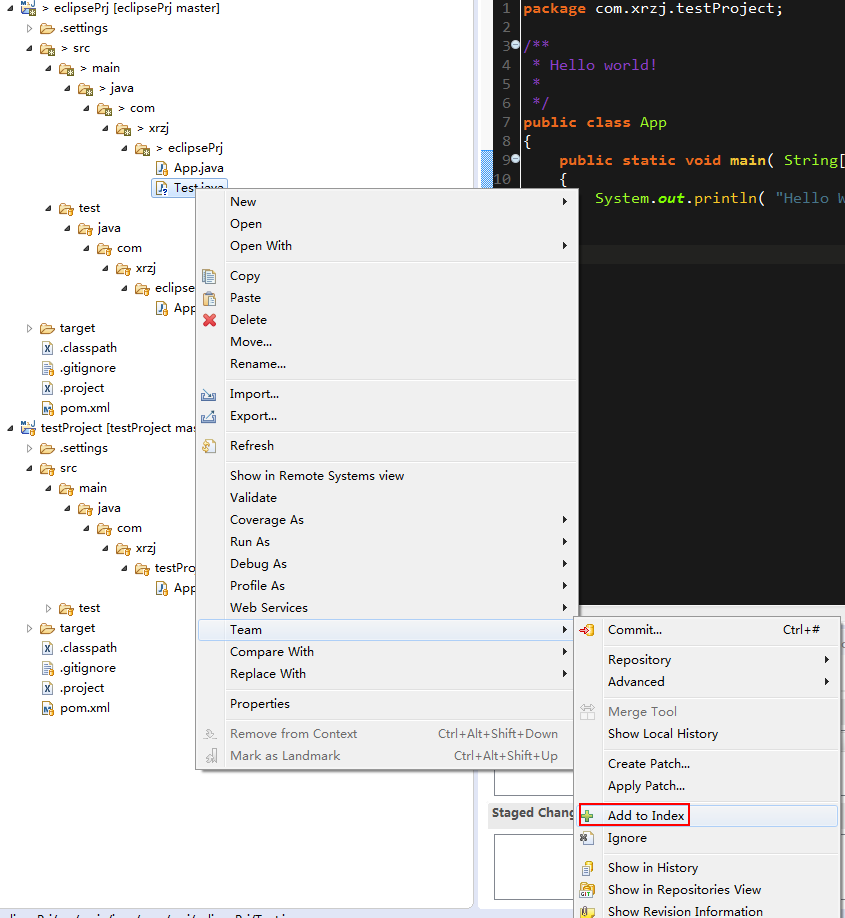 > eclipsePrj [eclipsePrj master]
.settings
> src
> main
> java
> com
> xrzj
> eclipsePrj
App.java
Test.java
test
java
com
xrzj
eclipse
App
target
.classpath
.gitignore
.project
pom.xml
testProject [testProject mas
.settings
src
main
java
com
xrzj
testPro
App
test
target
.classpath
.gitignore
.project
pom.xml
1 package com.xrzj.testProject;
2
3 /**
4 * Hello world!
5 *
6 */
7 public class App
8 {
9 public static void main( String[
10 {
System.out.println( "Hello W
New
Open
Open With
Copy
Paste
Delete
Move...
Rename...
Import...
Export...
Refresh
Show in Remote Systems view
Validate
Coverage As
Run As
Debug As
Profile As
Web Services
Team
Compare With
Replace With
Properties
Remove from Context Ctrl+Alt+Shift+Down
Mark as Landmark Ctrl+Alt+Shift+Up
Commit... Ctrl+#
Repository
Advanced
Merge Tool
Show Local History
Create Patch...
Apply Patch...
Add to Index
Ignore
Show in History
Show in Repositories View
Show Revision Information
Staged Chang